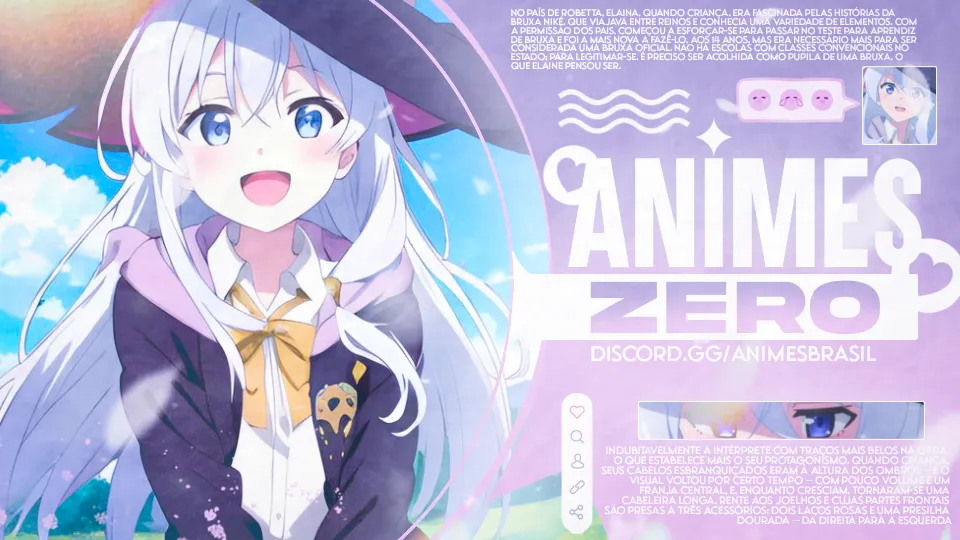 NO PAÍS DE ROBETTA, ELAINA, QUANDO CRIANÇA, ERA FASCINADA PELAS HISTÓRIAS DA
BRUXA NIKE, QUE VIAJAVA ENTRE REINOS E CONHECIA UMA VARIEDADE DE ELEMENTOS. COM
A PERMISSÃO DOS PAIS, COMEÇOU A ESFORÇAR-SE PARA PASSAR NO TESTE PARA APRENDIZ
DE BRUXA E FOI A MAIS NOVA A FAZÊ-LO, AOS 14 ANOS, MAS ERA NECESSÁRIO MAIS PARA SER
CONSIDERADA UMA BRUXA OFICIAL. NÃO HÁ ESCOLAS COM CLASSES CONVENCIONAIS NO
ESTADO; PARA LEGITIMAR-SE, É PRECISO SER ACOLHIDA COMO PUPILA DE UMA BRUXA, O
QUE ELAINE PENSOU SER.
ANIMES
ZERO
DISCORD.GG/ANIMESBRASIL
INDUBITAVELMENTE A INTÉRPRETE COM TRAÇOS MAIS BELOS NA
O QUE ESTABELECE MAIS O SEU PROTAGONISMO. QUANDO CRIANÇA,
SEUS CABELOS ESBRANQUIÇADOS ERAM À ALTURA DOS OMBROS — E O
VISUAL VOLTOU POR CERTO TEMPO — COM POUCO VOLUME E UM
FRANJA CENTRAL, E, ENQUANTO CRESCIAM, TORNARAM-SE UMA
CABELEIRA LONGA, RENTE AOS JOELHOS E CUJAS PARTES FRONTAIS
SÃO PRESAS A TRÊS ACESSÓRIOS: DOIS LAÇOS ROSAS E UMA PRESILHA
DOURADA — DA DIREITA PARA A ESQUERDA